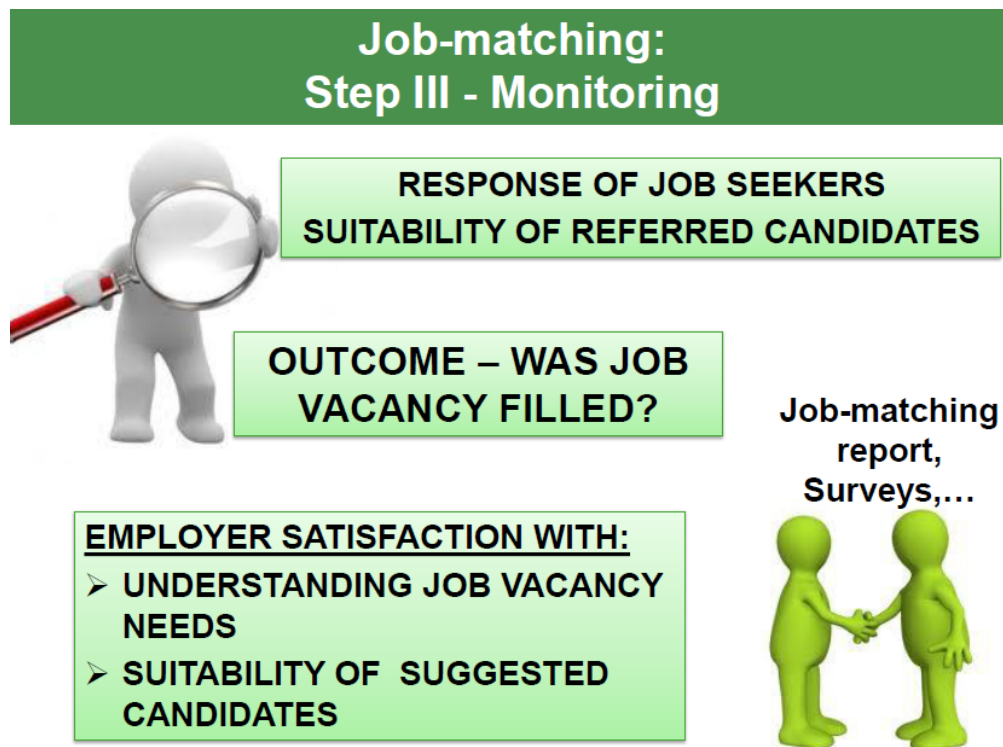 Job-matching:
Step III - Monitoring
RESPONSE OF JOB SEEKERS
SUITABILITY OF REFERRED CANDIDATES
OUTCOME – WAS JOB
VACANCY FILLED?
Job-matching
report,
Surveys,…
EMPLOYER SATISFACTION WITH:
➢ UNDERSTANDING JOB VACANCY
NEEDS
➢ SUITABILITY OF SUGGESTED
CANDIDATES